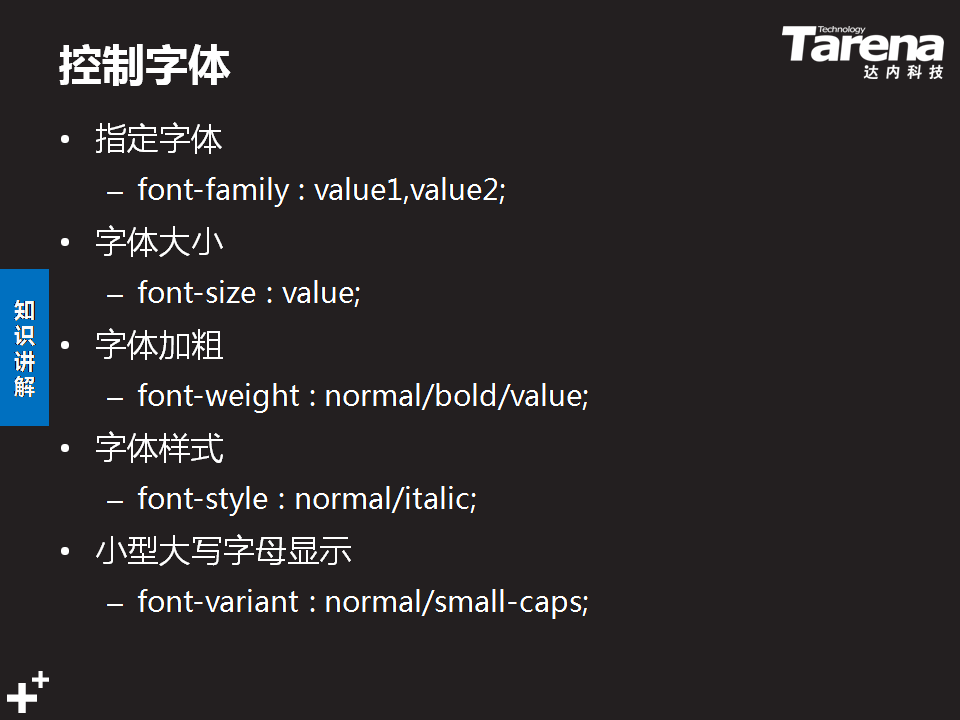 控制字体
Technology
Tarena
达内科技
• 指定字体
– font-family : value1,value2;
• 字体大小
– font-size : value;
• 字体加粗
– font-weight : normal/bold/value;
• 字体样式
– font-style : normal/italic;
• 小型大写字母显示
– font-variant : normal/small-caps;
知识讲解